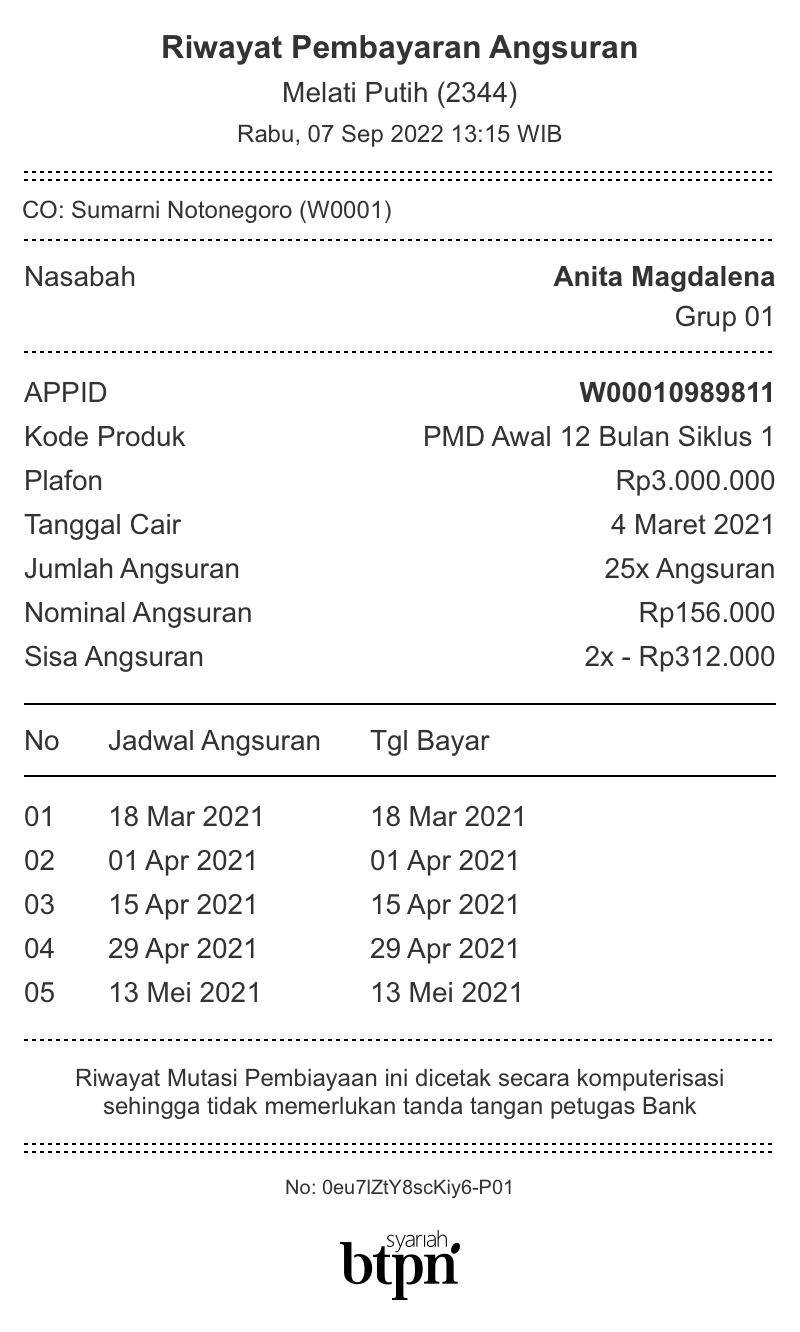 Riwayat Pembayaran Angsuran
Melati Putih (2344)
Rabu, 07 Sep 2022 13:15 WIB
CO: Sumarni Notonegoro (W0001)
Nasabah Anita Magdalena
Grup 01
APPID W00010989811
Kode Produk PMD Awal 12 Bulan Siklus 1
Plafon Rp3.000.000
Tanggal Cair 4 Maret 2021
Jumlah Angsuran 25x Angsuran
Nominal Angsuran Rp156.000
Sisa Angsuran 2x - Rp312.000
No Jadwal Angsuran Tgl Bayar
01 18 Mar 2021 18 Mar 2021
02 01 Apr 2021 01 Apr 2021
03 15 Apr 2021 15 Apr 2021
04 29 Apr 2021 29 Apr 2021
05 13 Mei 2021 13 Mei 2021
Riwayat Mutasi Pembiayaan ini dicetak secara komputerisasi
sehingga tidak memerlukan tanda tangan petugas Bank
No: 0eu7lZtY8scKiy6-P01
syariah
btpn